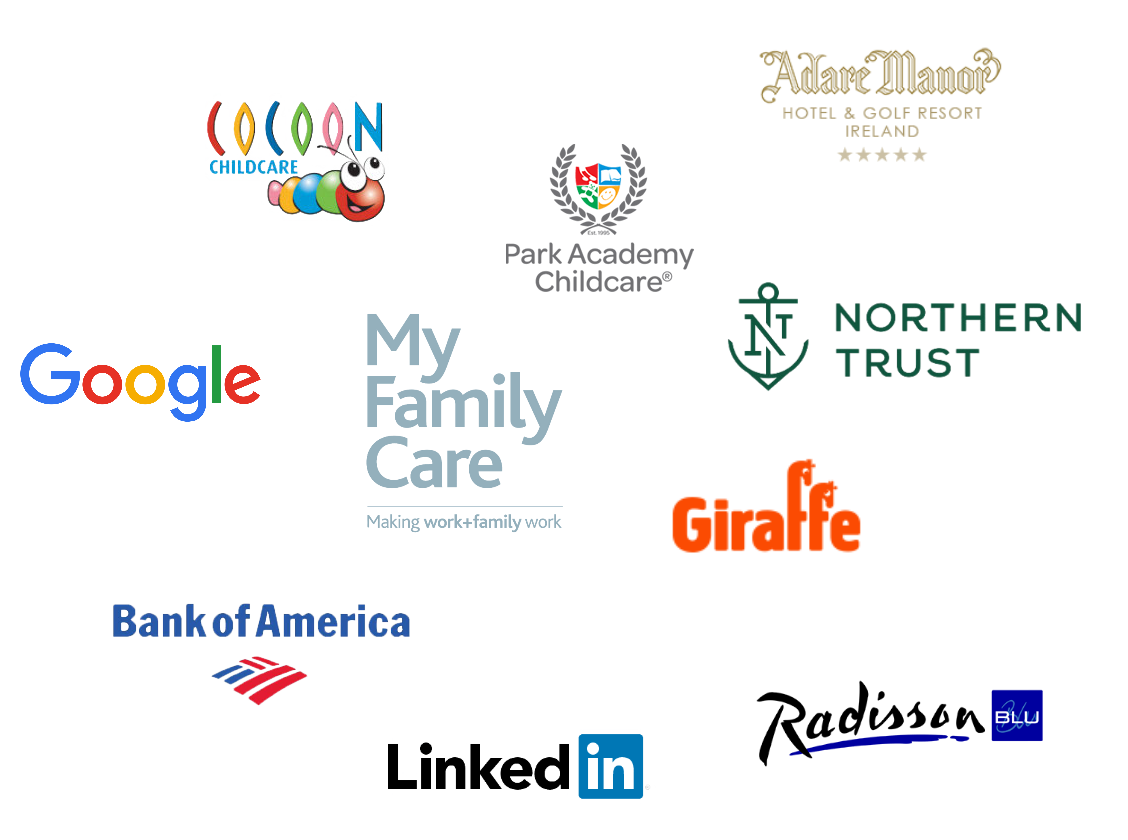 Adare Manor
HOTEL & GOLF RESORT
IRELAND
COCOON
CHILDCARE
Est. 1995
Park Academy
Childcare®
NORTHERN
TRUST
N
Google
My
Family
Care
Making work+family work
Giraffe
Bank of America
Radisson BLU
Linkedin